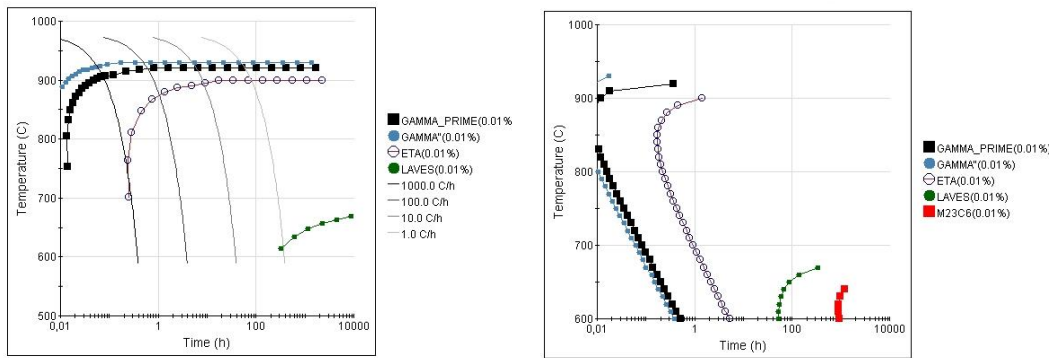 1000
900
800
700
600
500
Temperature (C)
0,01
1
10
100
10000
Time (h)
GAMMA_PRIME(0.01%
GAMMA"(0.01%)
ETA(0.01%)
LAVES(0.01%)
1000.0 C/h
100.0 C/h
10.0 C/h
1.0 C/h
1000
900
800
700
600
Temperature (C)
0,01
1
100
10000
Time (h)
GAMMA_PRIME(0.01%)
GAMMA"(0.01%)
ETA(0.01%)
LAVES(0.01%)
M23C6(0.01%)